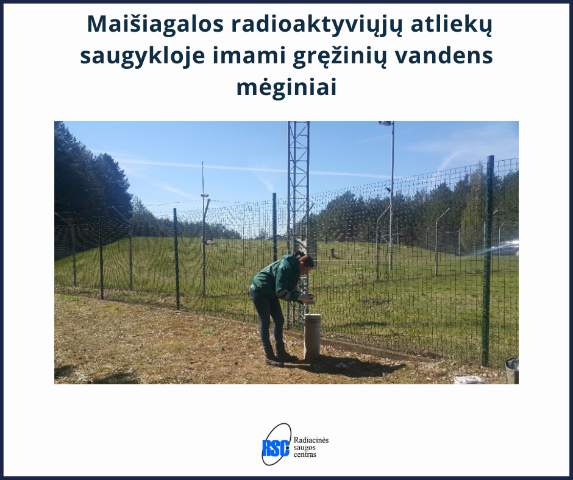 Maišiagalos radioaktyviųjų atliekų
saugykloje imami gręžinių vandens
mėginiai
RSC
Radiacinės
saugos
centras